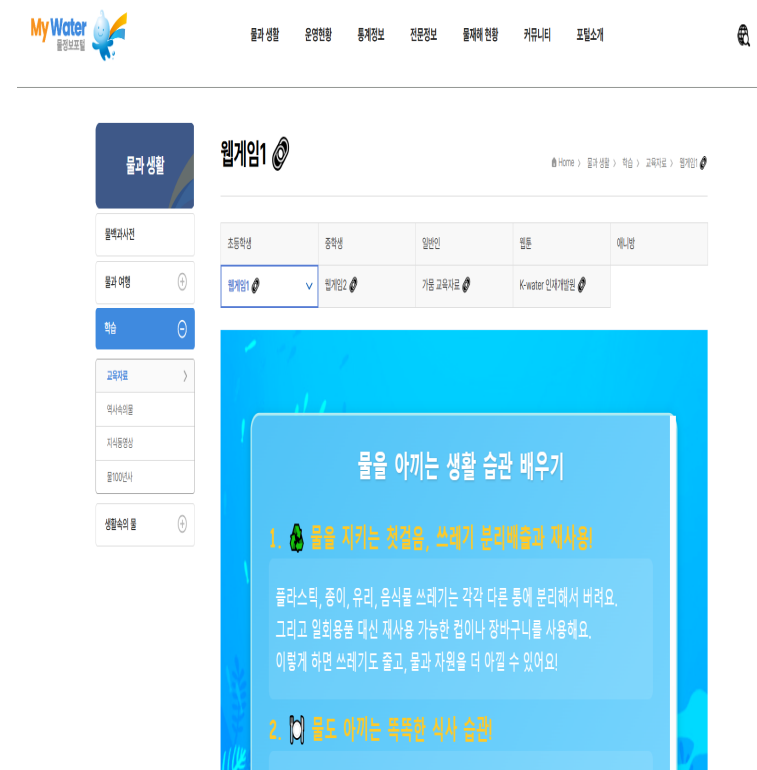 My Water
물정보포털
물과 생활 운영현황 통계정보 전문정보 물재해 현황 커뮤니티 포털소개
물과 생활
물백과사전
물과 여행
학습
교육자료
역사속의물
지식동영상
물100년사
생활속의 물
웹게임1
Home > 물과 생활 > 학습 > 교육자료 > 웹게임1
초등학생 중학생 일반인 웹툰 애니방
웹게임1 웹게임2 가뭄 교육자료 K-water 인재개발원
물을 아끼는 생활 습관 배우기
1. 물을 지키는 첫걸음, 쓰레기 분리배출과 재사용!
플라스틱, 종이, 유리, 음식물 쓰레기는 각각 다른 통에 분리해서 버려요.
그리고 일회용품 대신 재사용 가능한 컵이나 장바구니를 사용해요.
이렇게 하면 쓰레기도 줄고, 물과 자원을 더 아낄 수 있어요!
2. 물도 아끼는 똑똑한 식사 습관!